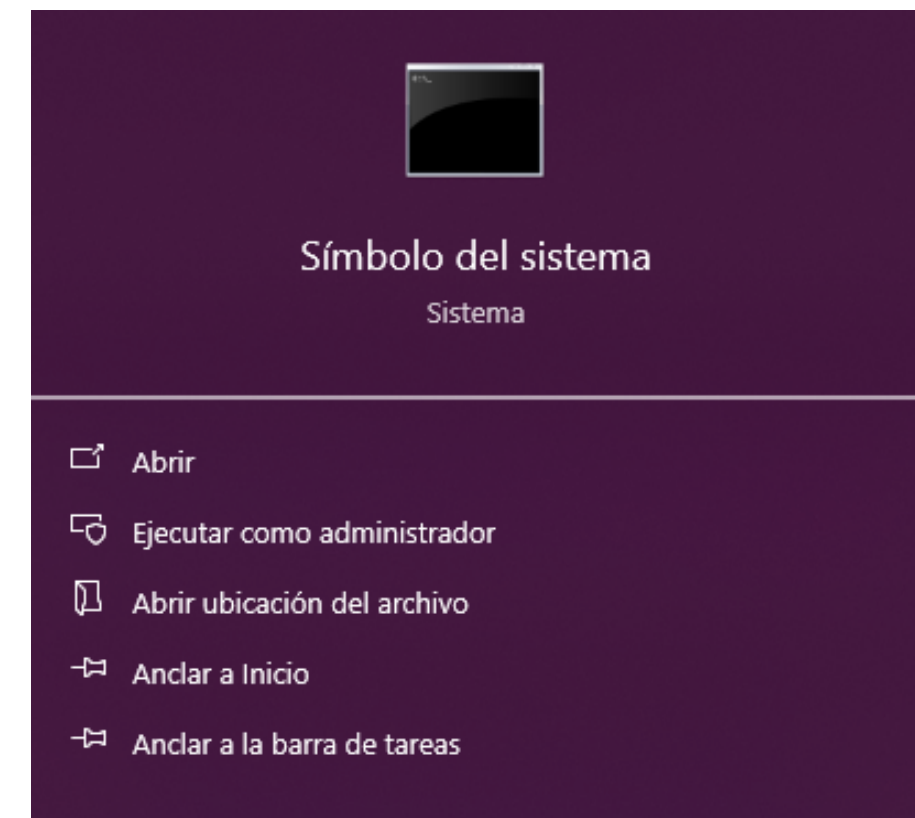 Símbolo del sistema
Sistema
Abrir
Ejecutar como administrador
Abrir ubicación del archivo
Anclar a Inicio
Anclar a la barra de tareas